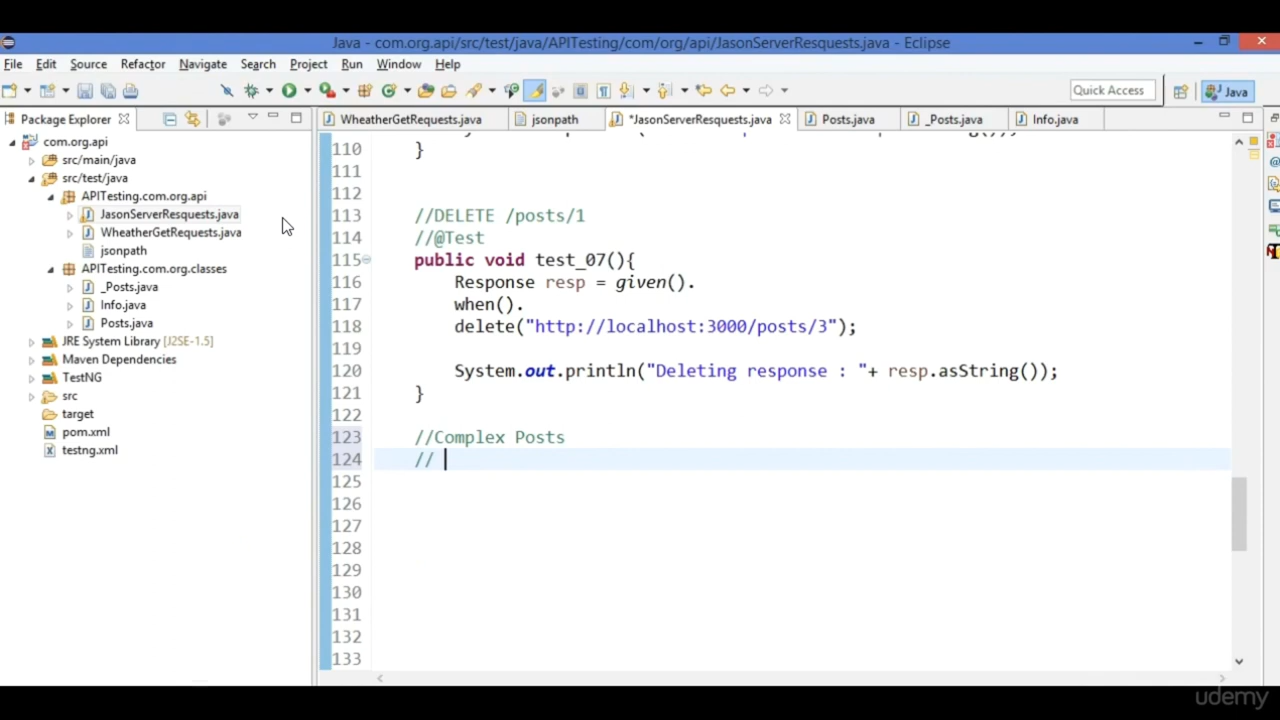 Java - com.org.api/src/test/java/APITesting/com/org/api/JasonServerResquests.java - Eclipse
File Edit Source Refactor Navigate Search Project Run Window Help
Quick Access
Java
Package Explorer
WheatherGetRequests.java
jsonpath
*JasonServerResquests.java
Posts.java
_Posts.java
Info.java
com.org.api
src/main/java
src/test/java
APITesting.com.org.api
JasonServerResquests.java
WheatherGetRequests.java
jsonpath
APITesting.com.org.classes
_Posts.java
Info.java
Posts.java
JRE System Library [J2SE-1.5]
Maven Dependencies
TestNG
src
target
pom.xml
testng.xml
110 }
111
112
113 //DELETE /posts/1
114 //@Test
115 public void test_07(){
116 Response resp = given().
117 when().
118 delete("http://localhost:3000/posts/3");
119
120 System.out.println("Deleting response : "+ resp.asString());
121 }
122
123 //Complex Posts
124 //
125
126
127
128
129
130
131
132
133
udemy